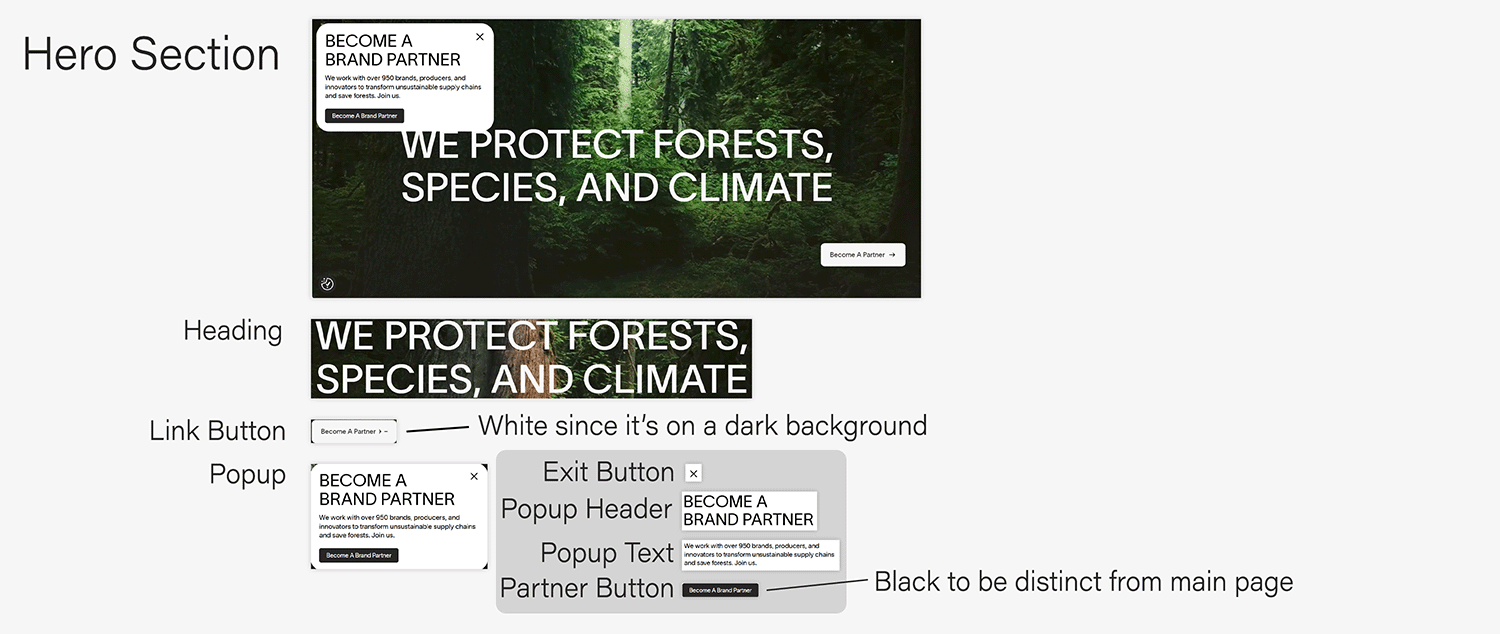 Hero Section
BECOME A
BRAND PARTNER
We work with over 950 brands, producers, and
innovators to transform unsustainable supply chains
and save forests. Join us.
Become A Brand Partner
WE PROTECT FORESTS,
SPECIES, AND CLIMATE
Become A Partner
Heading
WE PROTECT FORESTS,
SPECIES, AND CLIMATE
Link Button
Become A Partner
White since it's on a dark background
Popup
BECOME A
BRAND PARTNER
We work with over 950 brands, producers, and
innovators to transform unsustainable supply chains
and save forests. Join us.
Become A Brand Partner
Exit Button
Popup Header
BECOME A
BRAND PARTNER
Popup Text
We work with over 950 brands, producers, and
innovators to transform unsustainable supply chains
and save forests. Join us.
Partner Button
Become A Brand Partner
Black to be distinct from main page